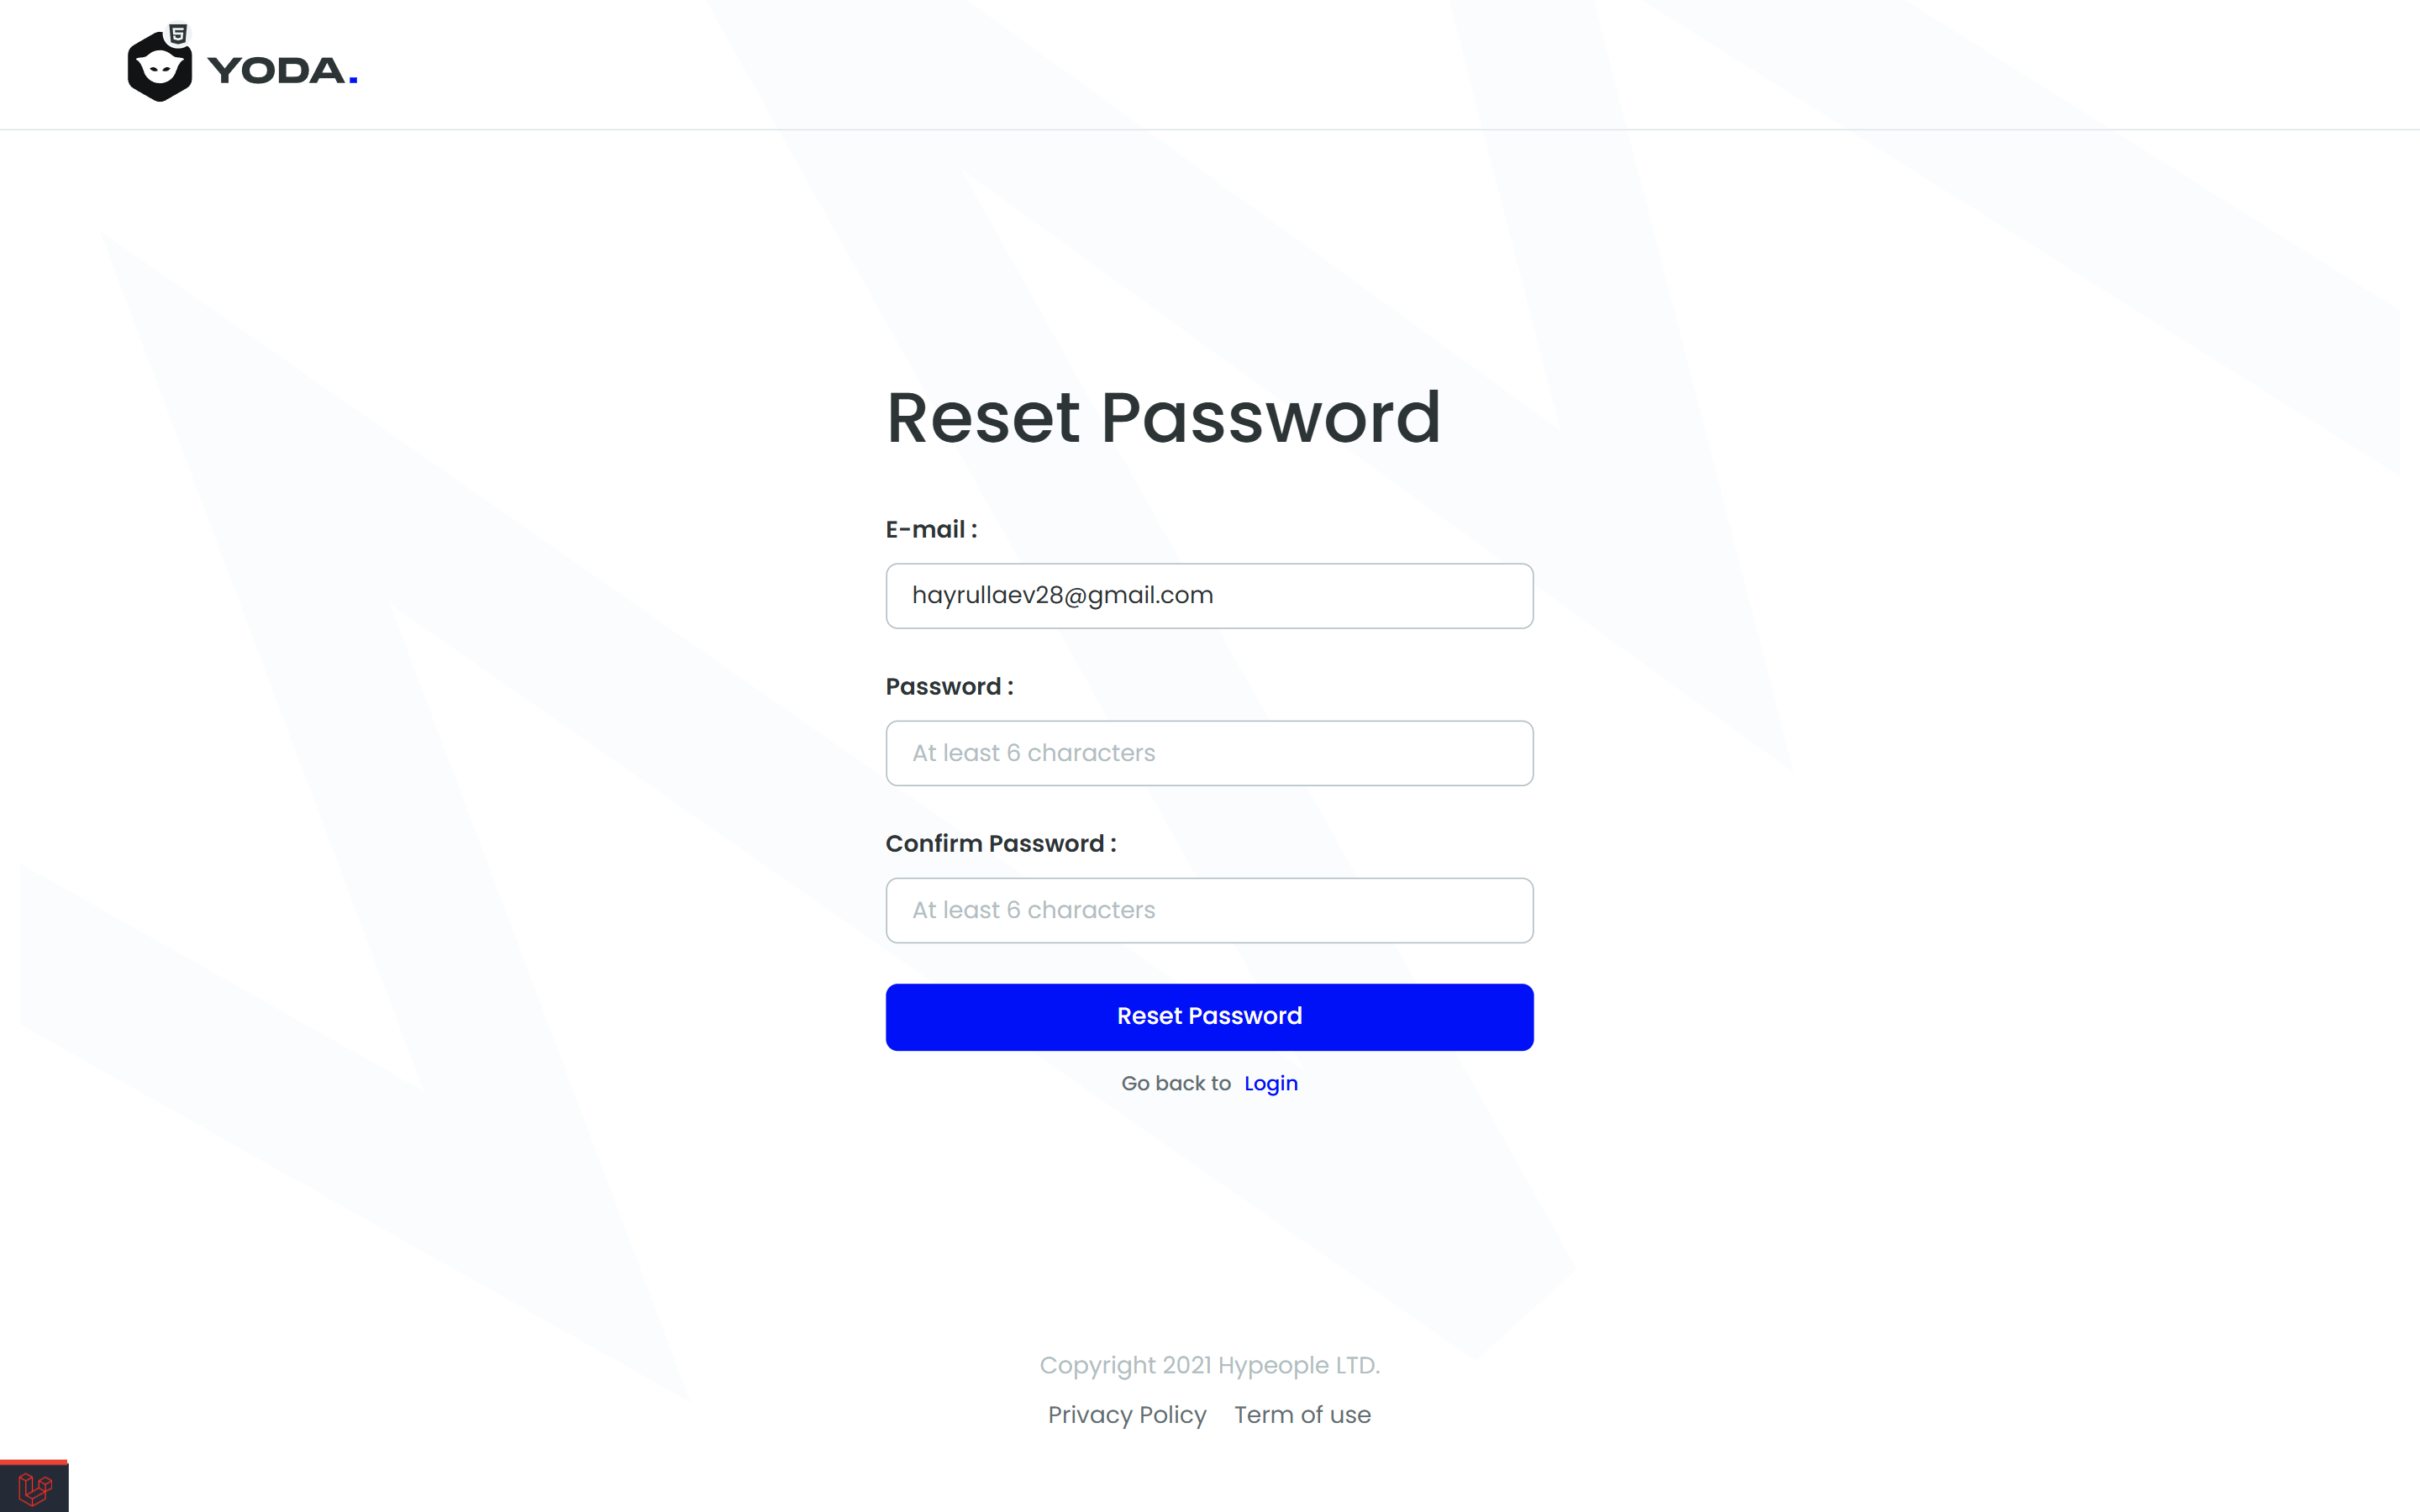 YODA.
Reset Password
E-mail :
hayrullaev28@gmail.com
Password :
At least 6 characters
Confirm Password :
At least 6 characters
Reset Password
Go back to Login
Copyright 2021 Hypeople LTD.
Privacy Policy Term of use